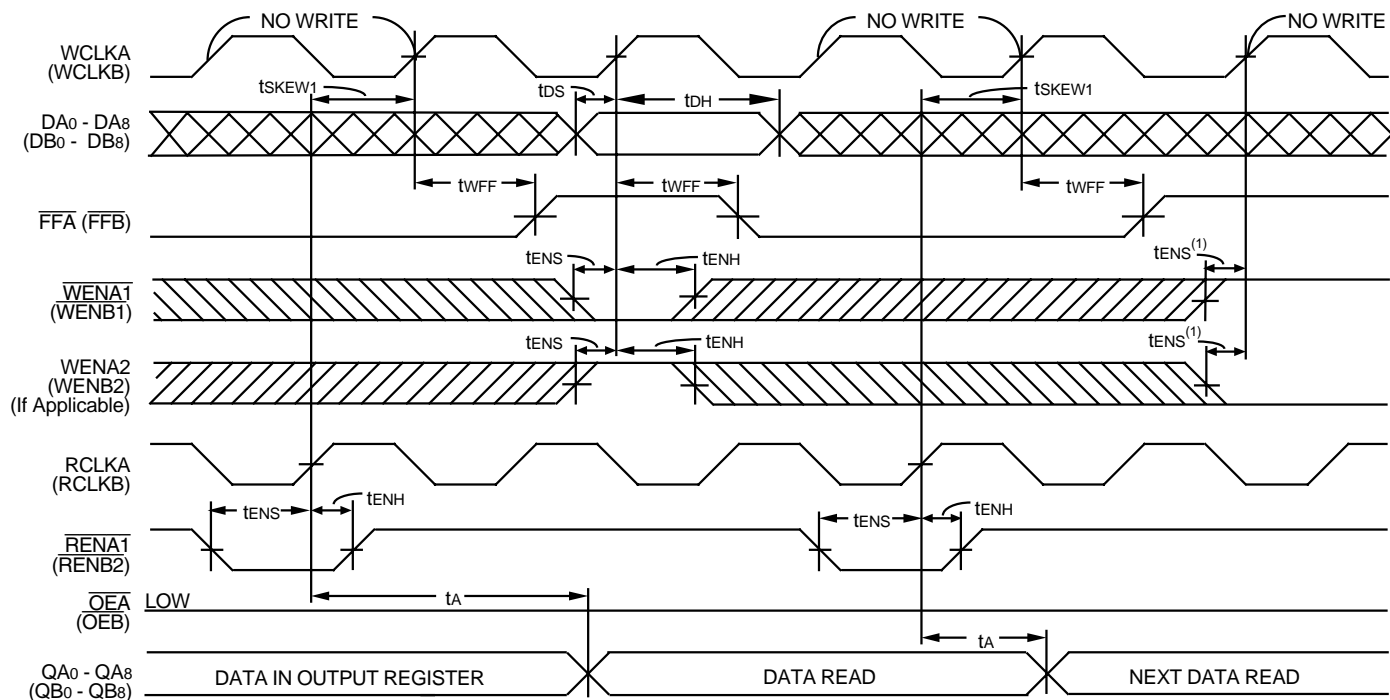 NO WRITE NO WRITE NO WRITE
WCLKA
(WCLKB)
tSKEW1 tDS tDH tSKEW1
DA0 - DA8
(DB0 - DB8)
tWFF tWFF tWFF
FFA (FFB)
tENS tENH tENS(1)
WENA1
(WENB1)
tENS tENH tENS(1)
WENA2
(WENB2)
(If Applicable)
RCLKA
(RCLKB)
tENS tENH tENS tENH
RENA1
(RENB2)
OEA LOW tA
(OEB)
tA
QA0 - QA8
(QB0 - QB8)
DATA IN OUTPUT REGISTER DATA READ NEXT DATA READ